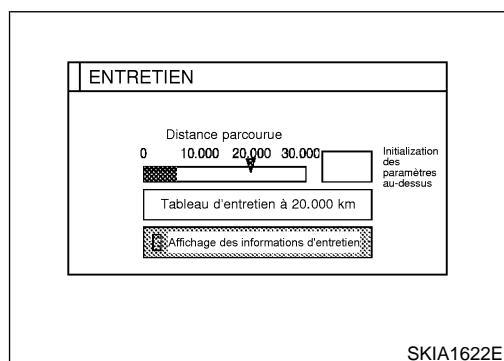 ENTRETIEN
Distance parcourue
0 10.000 20.000 30.000
Initialization
des
paramètres
au-dessus
Tableau d'entretien à 20.000 km
Affichage des informations d'entretien
SKIA1622E